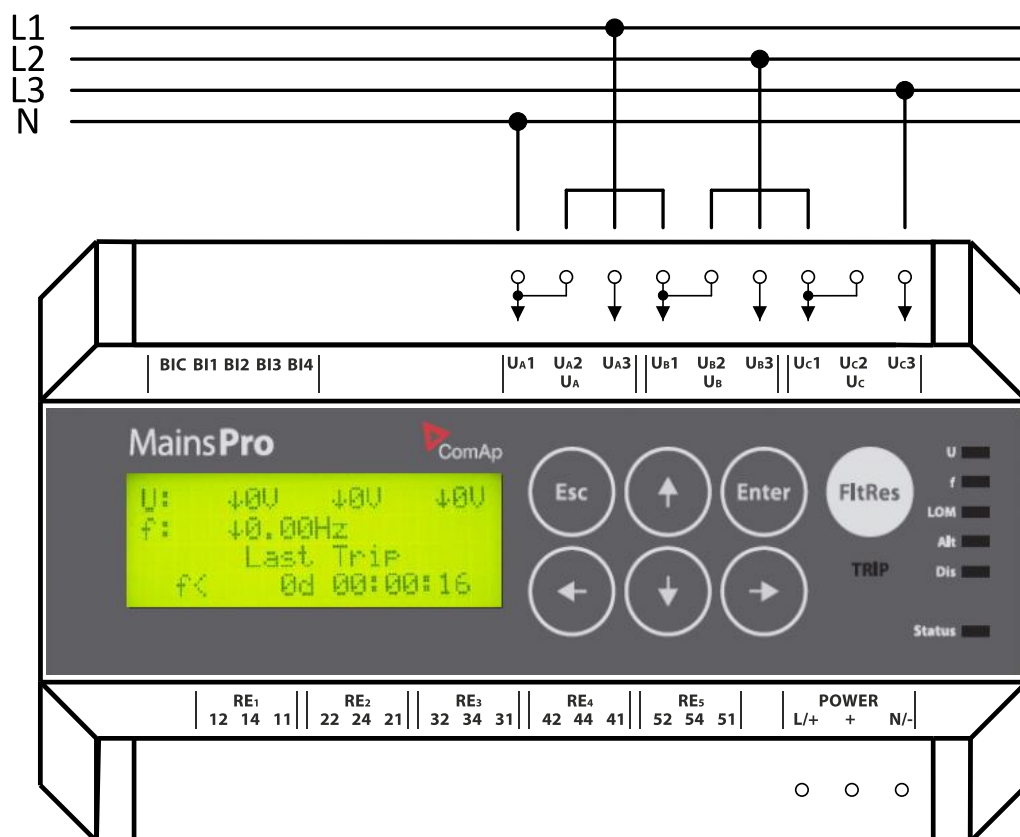 L1
L2
L3
N
BIC BI1 BI2 BI3 BI4
UA1 UA2 UA3 UB1 UB2 UB3 UC1 UC2 UC3
UA UB UC
MainsPro
ComAp
U: ↓0V ↓0V ↓0V
f: ↓0.00Hz
Last Trip
f< 0d 00:00:16
Esc
Enter
FltRes
TRIP
U
f
LOM
Alt
Dis
Status
RE1 RE2 RE3 RE4 RE5 POWER
12 14 11 22 24 21 32 34 31 42 44 41 52 54 51 L/+ + N/-